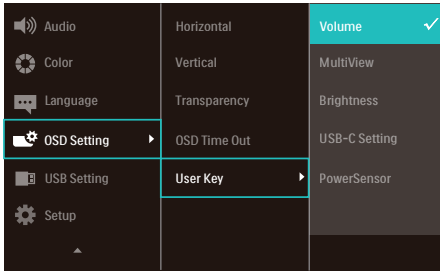 Audio
Color
Language
OSD Setting
USB Setting
Setup
Horizontal
Vertical
Transparency
OSD Time Out
User Key
Volume
MultiView
Brightness
USB-C Setting
PowerSensor